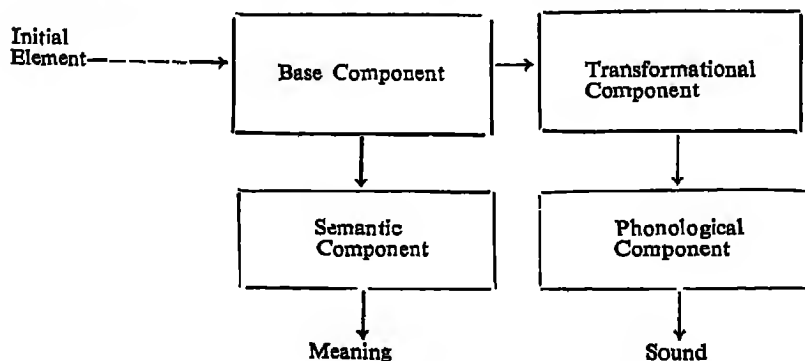 Initial
Element
Base Component
Transformational
Component
Semantic
Component
Phonological
Component
Meaning
Sound